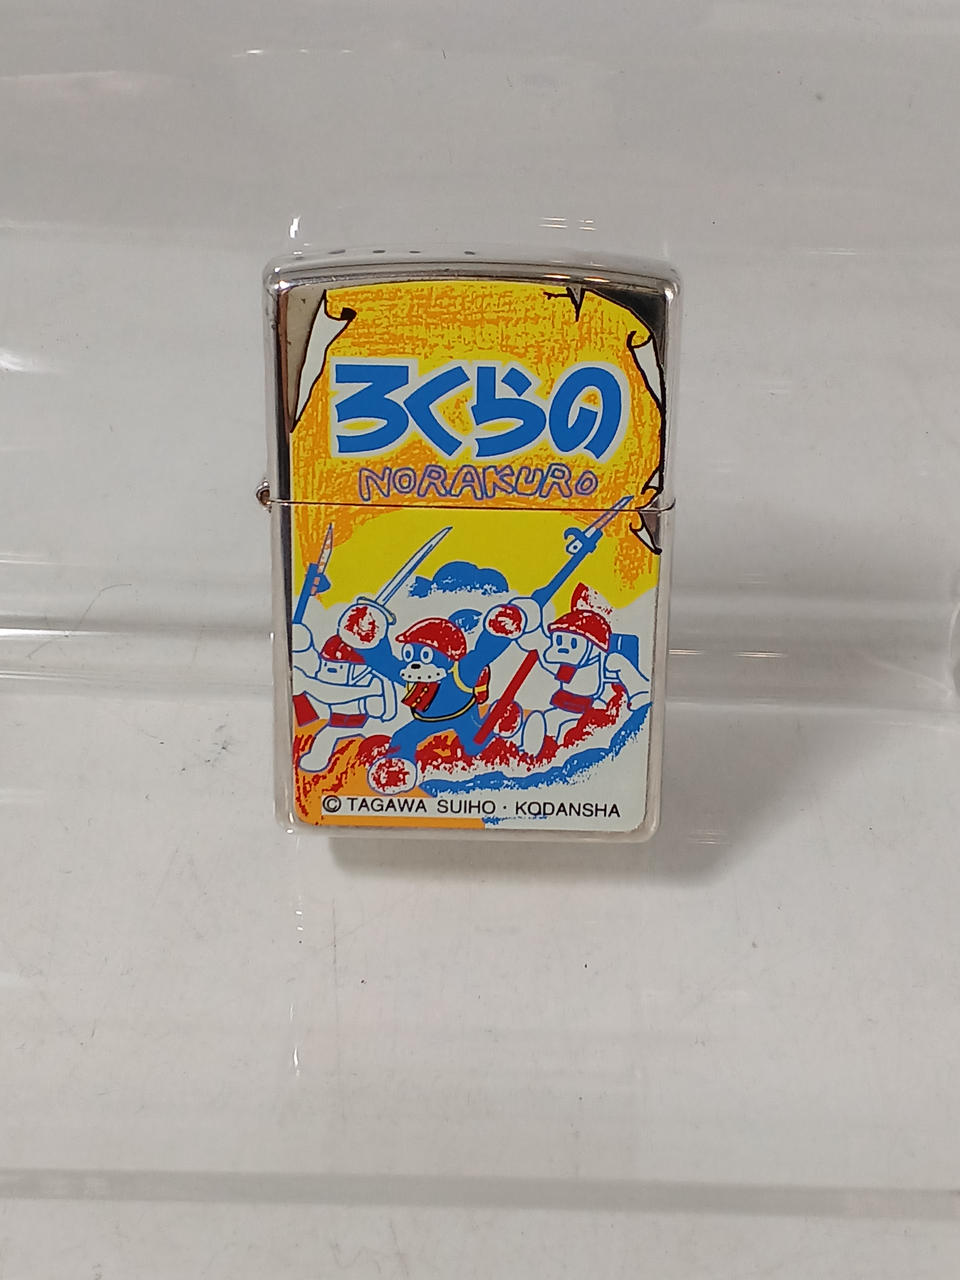 ろくらの
NORAKURO
© TAGAWA SUIHO · KODANSHA